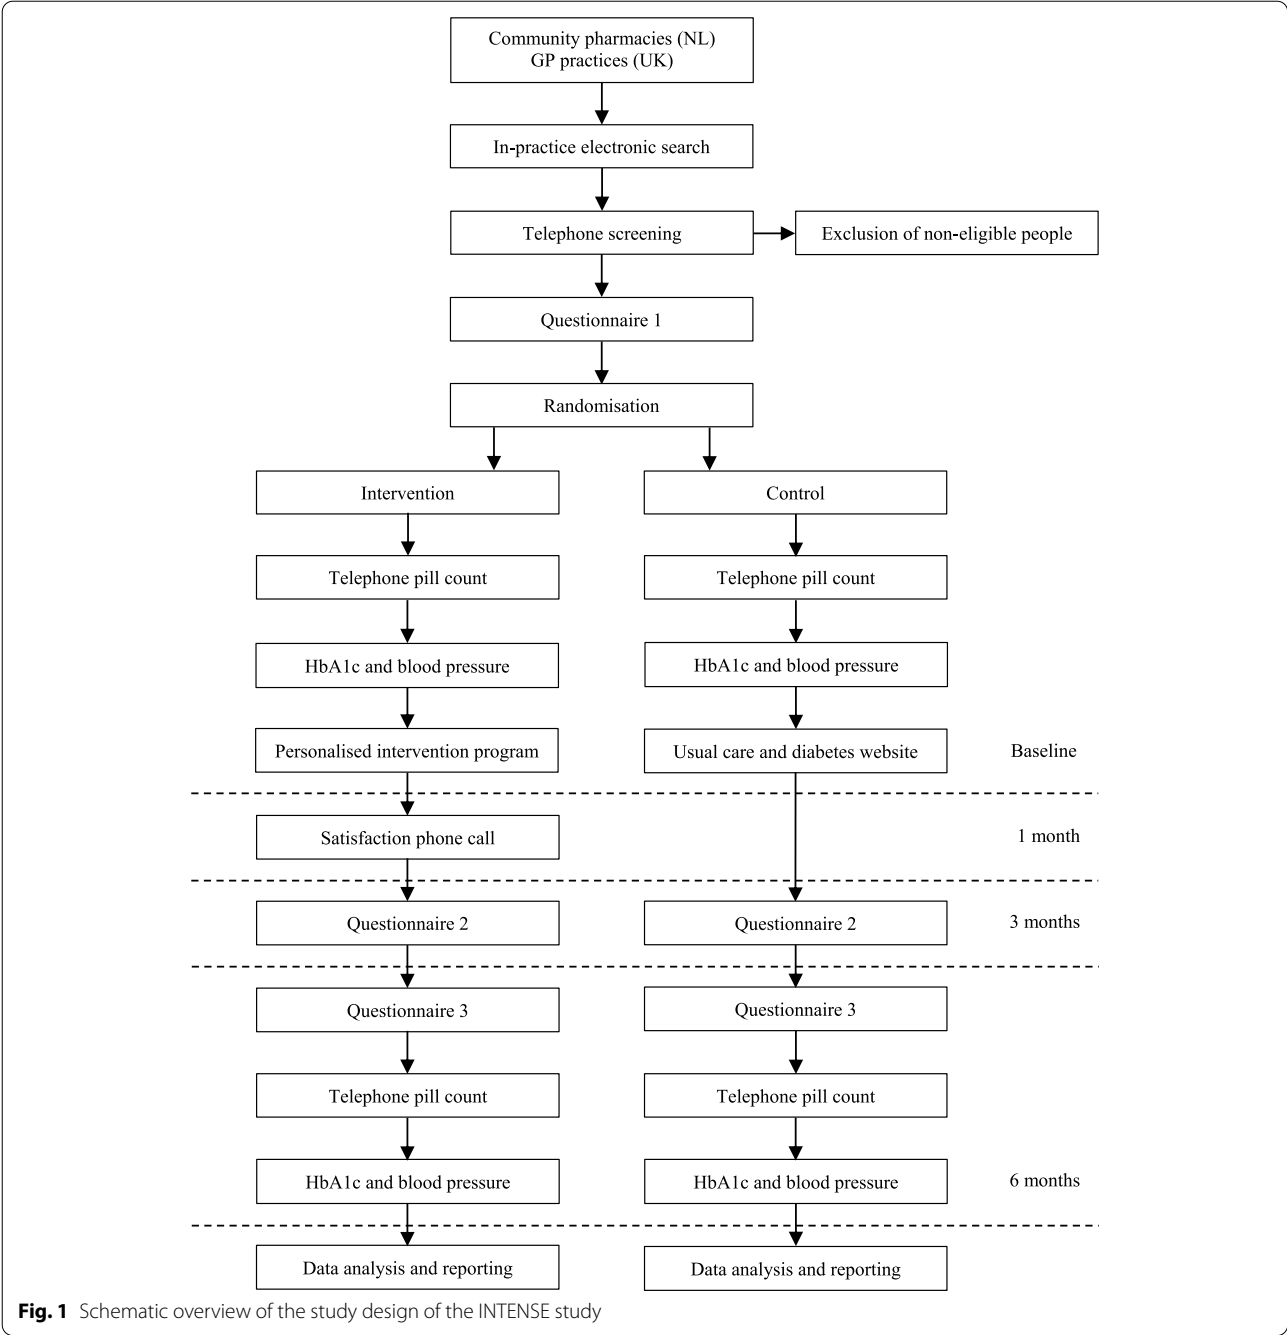 Community pharmacies (NL)
GP practices (UK)
In-practice electronic search
Telephone screening
Exclusion of non-eligible people
Questionnaire 1
Randomisation
Intervention
Control
Telephone pill count
Telephone pill count
HbA1c and blood pressure
HbA1c and blood pressure
Personalised intervention program
Usual care and diabetes website
Baseline
Satisfaction phone call
1 month
Questionnaire 2
Questionnaire 2
3 months
Questionnaire 3
Questionnaire 3
Telephone pill count
Telephone pill count
HbA1c and blood pressure
HbA1c and blood pressure
6 months
Data analysis and reporting
Data analysis and reporting
Fig. 1 Schematic overview of the study design of the INTENSE study